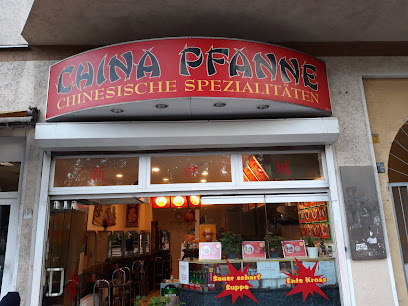 CHINA PFANNE
CHINESISCHE SPEZIALITÄTEN
Sauer scharf
Suppe
Ente Kross